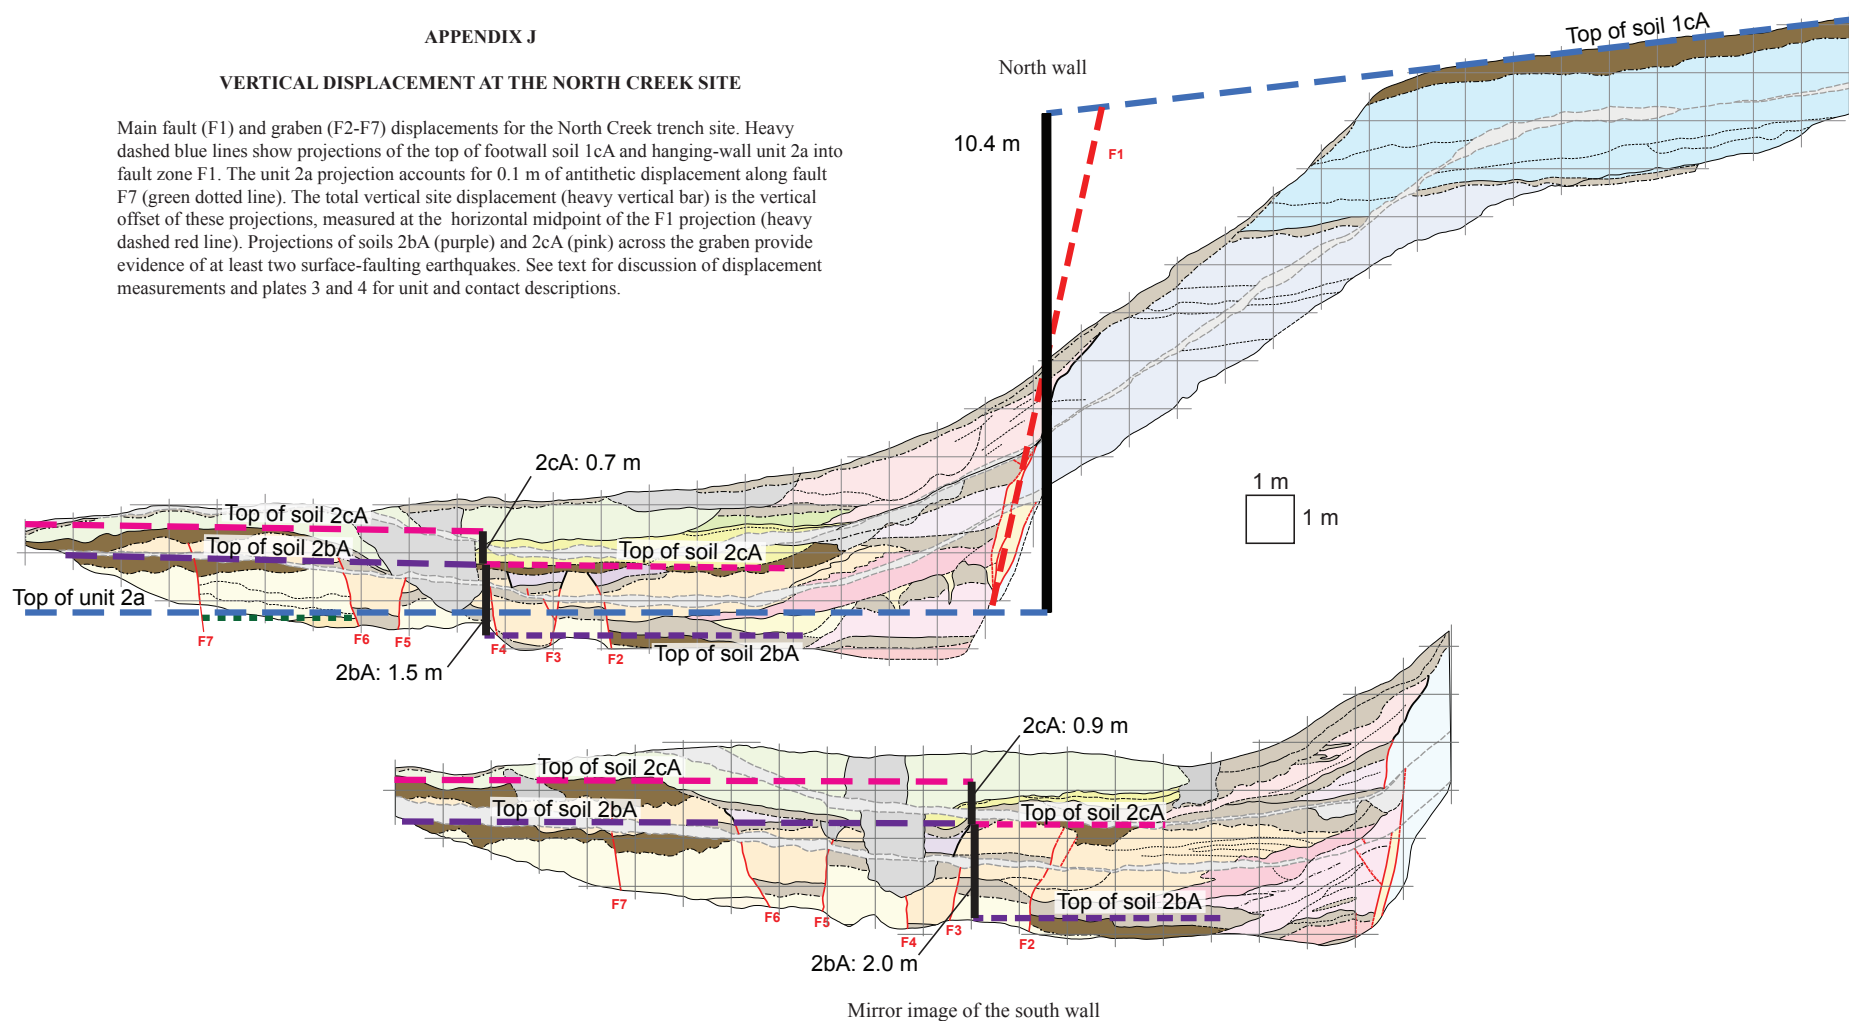 APPENDIX J
VERTICAL DISPLACEMENT AT THE NORTH CREEK SITE
Main fault (F1) and graben (F2-F7) displacements for the North Creek trench site. Heavy
dashed blue lines show projections of the top of footwall soil 1cA and hanging-wall unit 2a into
fault zone F1. The unit 2a projection accounts for 0.1 m of antithetic displacement along fault
F7 (green dotted line). The total vertical site displacement (heavy vertical bar) is the vertical
offset of these projections, measured at the horizontal midpoint of the F1 projection (heavy
dashed red line). Projections of soils 2bA (purple) and 2cA (pink) across the graben provide
evidence of at least two surface-faulting earthquakes. See text for discussion of displacement
measurements and plates 3 and 4 for unit and contact descriptions.
North wall
Top of soil 1cA
10.4 m
F1
2cA: 0.7 m
1 m
1 m
Top of soil 2cA
Top of soil 2bA
Top of soil 2cA
Top of unit 2a
F7
F6
F5
F4
F3
F2
Top of soil 2bA
2bA: 1.5 m
2cA: 0.9 m
Top of soil 2cA
Top of soil 2bA
Top of soil 2cA
Top of soil 2bA
F7
F6
F5
F4
F3
F2
2bA: 2.0 m
Mirror image of the south wall